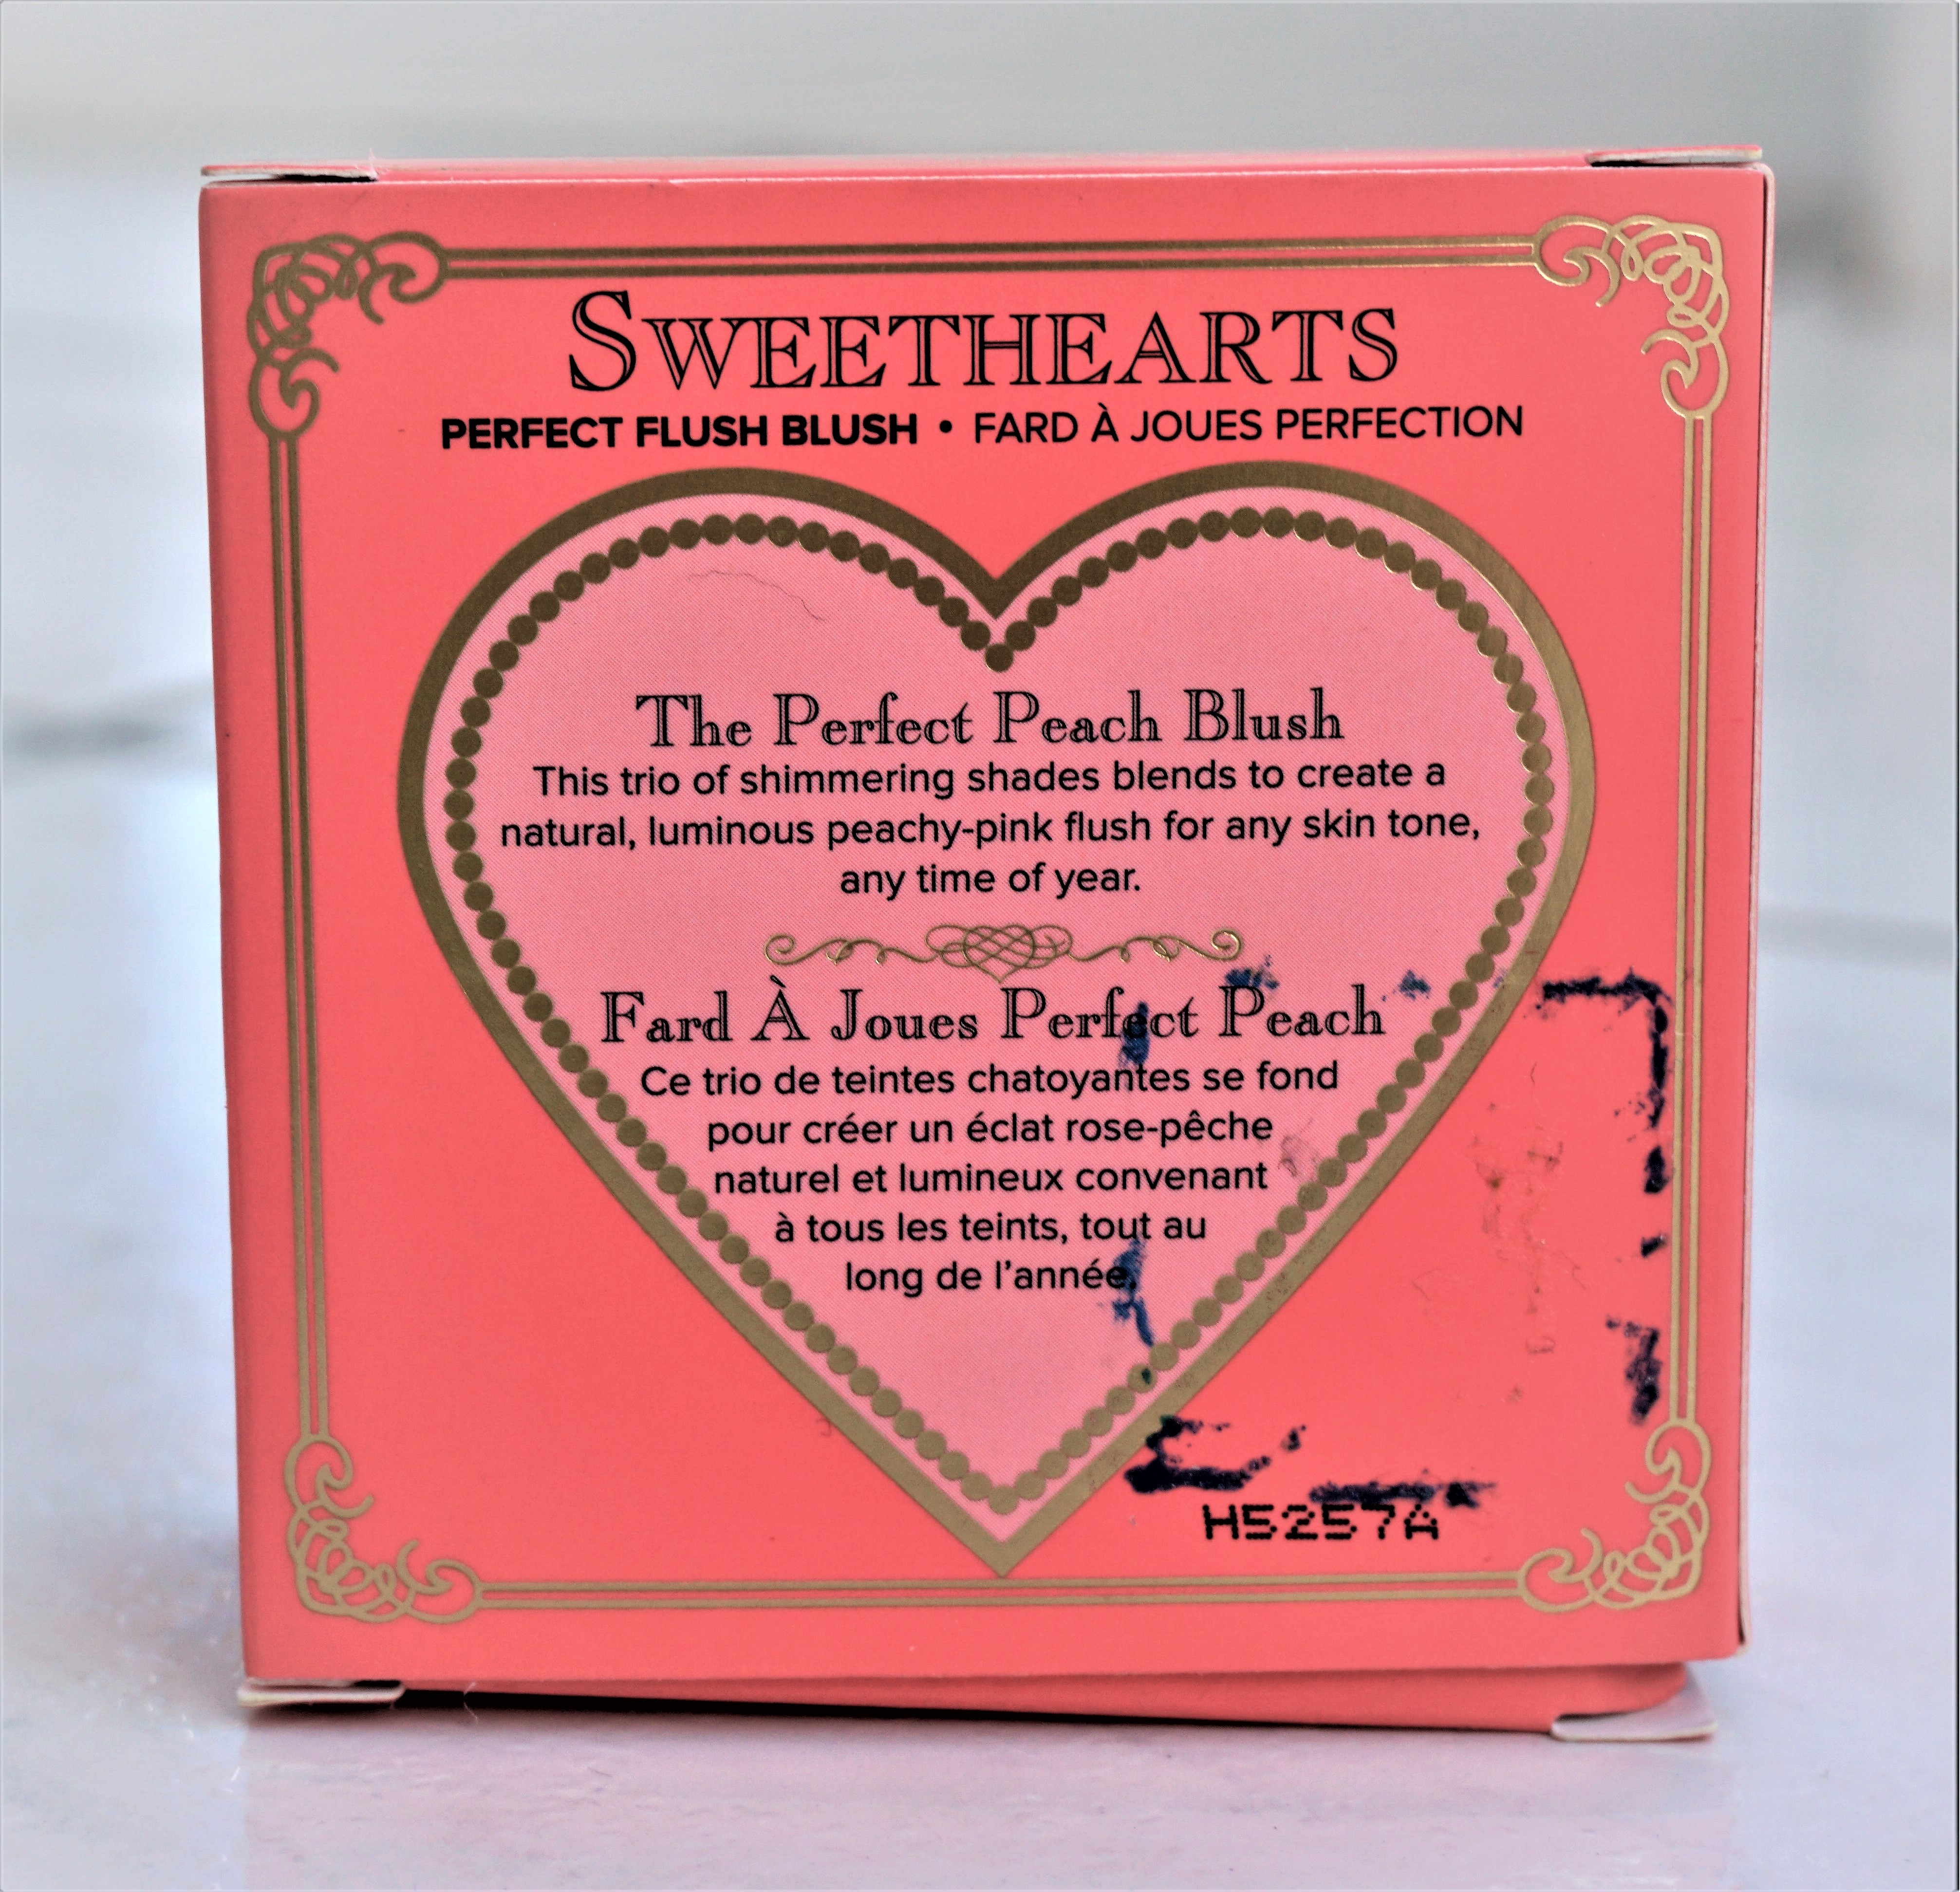 SWEETHEARTS
PERFECT FLUSH BLUSH • FARD À JOUES PERFECTION
The Perfect Peach Blush
This trio of shimmering shades blends to create a
natural, luminous peachy-pink flush for any skin tone,
any time of year.
Fard À Joues Perfect Peach
Ce trio de teintes chatoyantes se fond
pour créer un éclat rose-pêche
naturel et lumineux convenant
à tous les teints, tout au
long de l'année.
H5257A